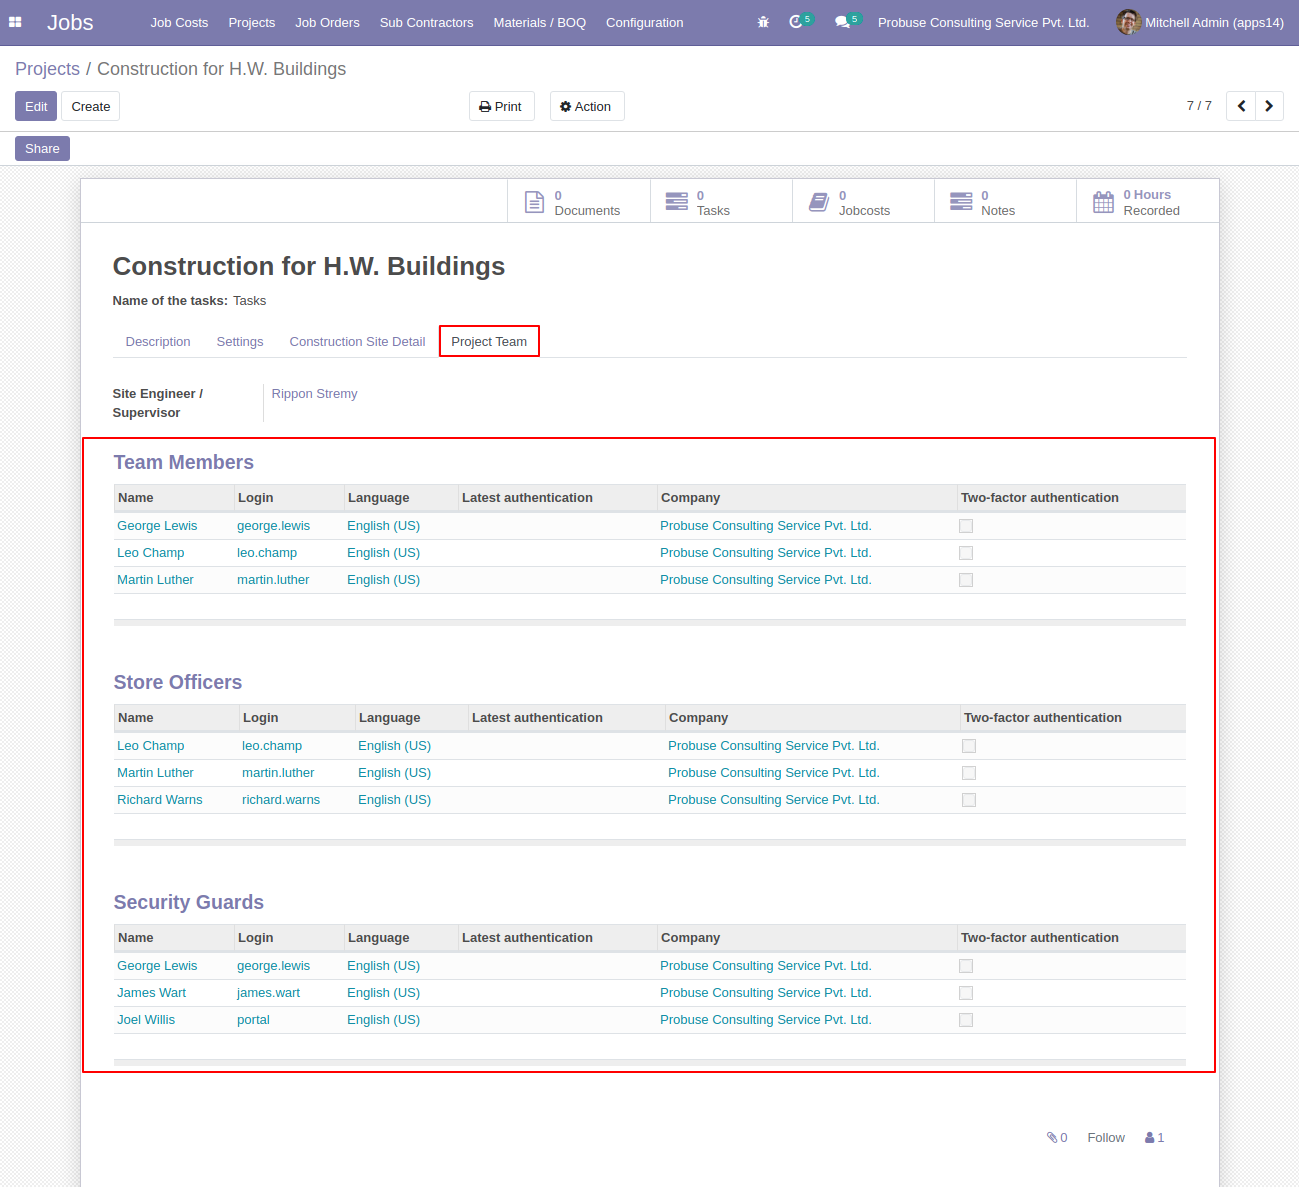 Jobs Job Costs Projects Job Orders Sub Contractors Materials / BOQ Configuration 5 5 Probuse Consulting Service Pvt. Ltd. Mitchell Admin (apps14)
Projects / Construction for H.W. Buildings
Edit Create Print Action 7 / 7
Share
0 Documents 0 Tasks 0 Jobcosts 0 Notes 0 Hours Recorded
Construction for H.W. Buildings
Name of the tasks: Tasks
Description Settings Construction Site Detail Project Team
Site Engineer / Rippon Stremy
Supervisor
Team Members
Name Login Language Latest authentication Company Two-factor authentication
George Lewis george.lewis English (US) Probuse Consulting Service Pvt. Ltd.
Leo Champ leo.champ English (US) Probuse Consulting Service Pvt. Ltd.
Martin Luther martin.luther English (US) Probuse Consulting Service Pvt. Ltd.
Store Officers
Name Login Language Latest authentication Company Two-factor authentication
Leo Champ leo.champ English (US) Probuse Consulting Service Pvt. Ltd.
Martin Luther martin.luther English (US) Probuse Consulting Service Pvt. Ltd.
Richard Warns richard.warns English (US) Probuse Consulting Service Pvt. Ltd.
Security Guards
Name Login Language Latest authentication Company Two-factor authentication
George Lewis george.lewis English (US) Probuse Consulting Service Pvt. Ltd.
James Wart james.wart English (US) Probuse Consulting Service Pvt. Ltd.
Joel Willis portal English (US) Probuse Consulting Service Pvt. Ltd.
0 Follow 1